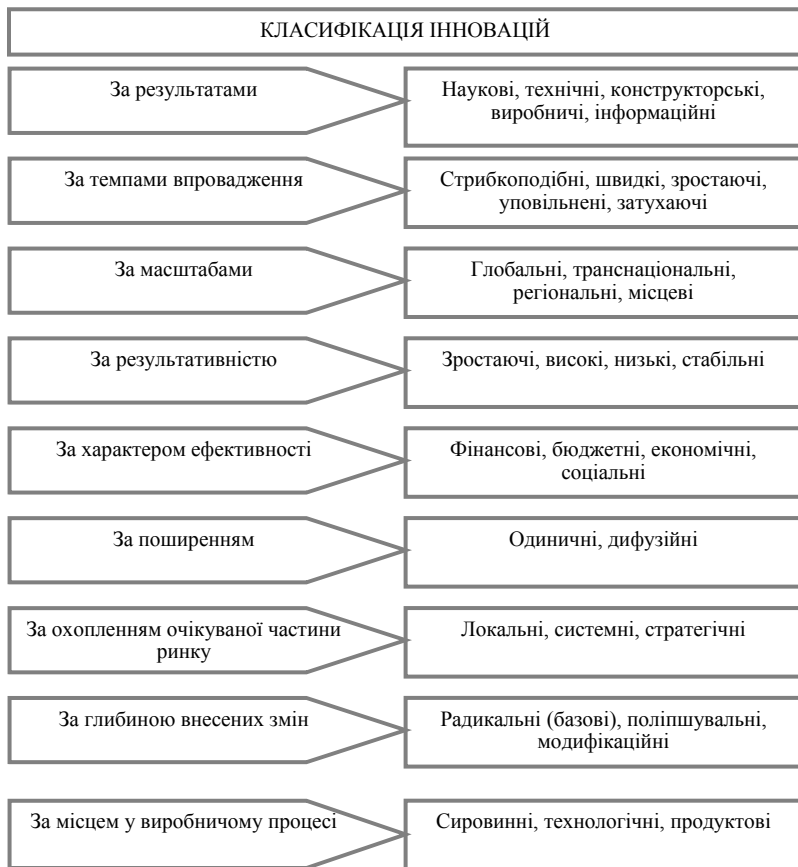 КЛАСИФІКАЦІЯ ІННОВАЦІЙ
За результатами
Наукові, технічні, конструкторські,
виробничі, інформаційні
За темпами впровадження
Стрибкоподібні, швидкі, зростаючі,
уповільнені, затухаючі
За масштабами
Глобальні, транснаціональні,
регіональні, місцеві
За результативністю
Зростаючі, високі, низькі, стабільні
За характером ефективності
Фінансові, бюджетні, економічні,
соціальні
За поширенням
Одиничні, дифузійні
За охопленням очікуваної частини
ринку
Локальні, системні, стратегічні
За глибиною внесених змін
Радикальні (базові), поліпшувальні,
модифікаційні
За місцем у виробничому процесі
Сировинні, технологічні, продуктові